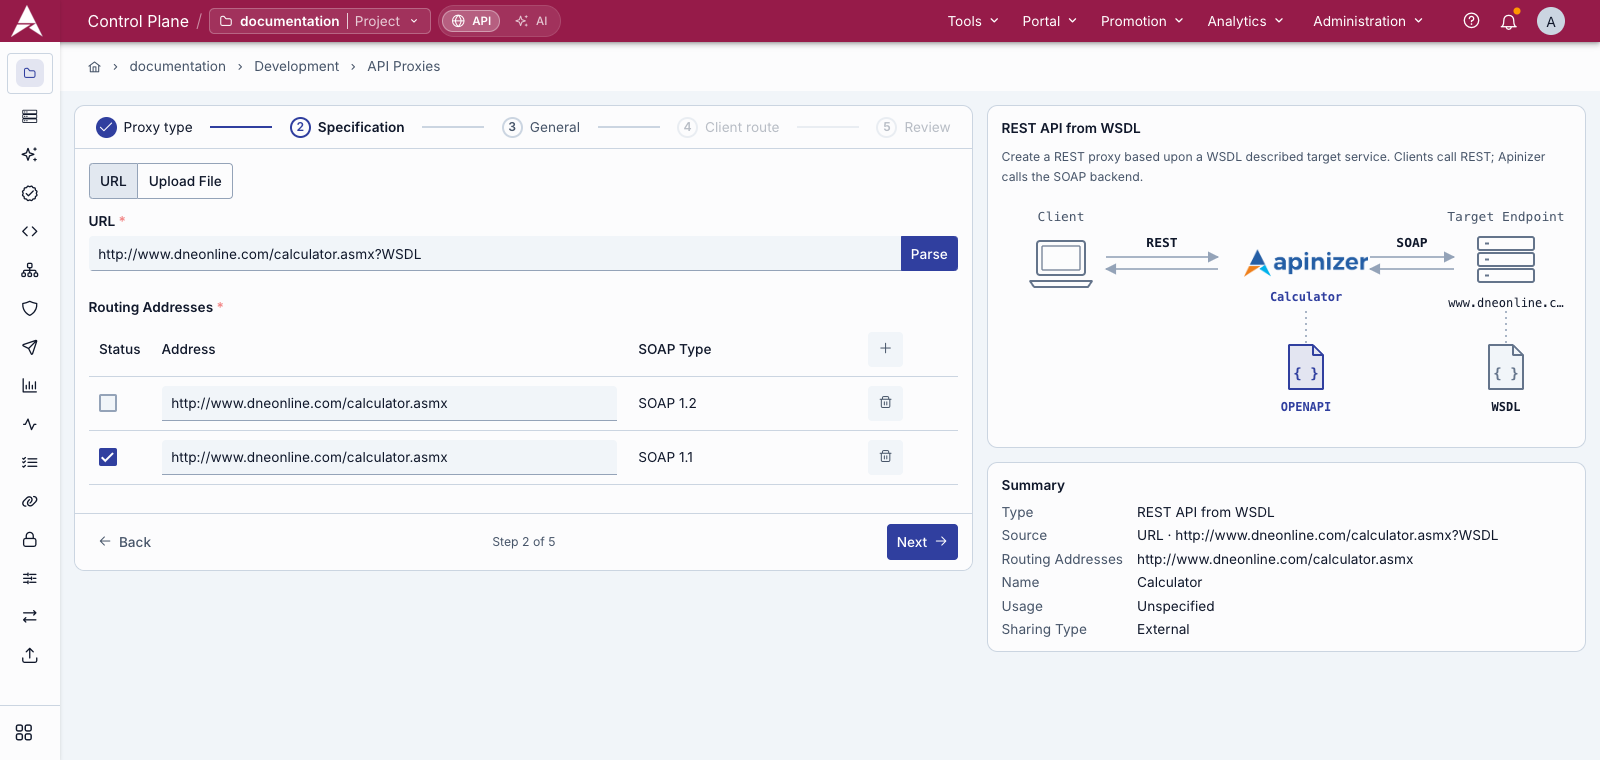 Control Plane / documentation | Project API AI Tools Portal Promotion Analytics Administration A
documentation › Development › API Proxies
Proxy type 2 Specification 3 General 4 Client route 5 Review
URL Upload File
URL *
http://www.dneonline.com/calculator.asmx?WSDL Parse
Routing Addresses *
Status Address SOAP Type
http://www.dneonline.com/calculator.asmx SOAP 1.2
http://www.dneonline.com/calculator.asmx SOAP 1.1
Back Step 2 of 5 Next
REST API from WSDL
Create a REST proxy based upon a WSDL described target service. Clients call REST; Apinizer
calls the SOAP backend.
Client Target Endpoint
REST SOAP
apinizer
Calculator www.dneonline.c…
{ } { }
OPENAPI WSDL
Summary
Type REST API from WSDL
Source URL · http://www.dneonline.com/calculator.asmx?WSDL
Routing Addresses http://www.dneonline.com/calculator.asmx
Name Calculator
Usage Unspecified
Sharing Type External